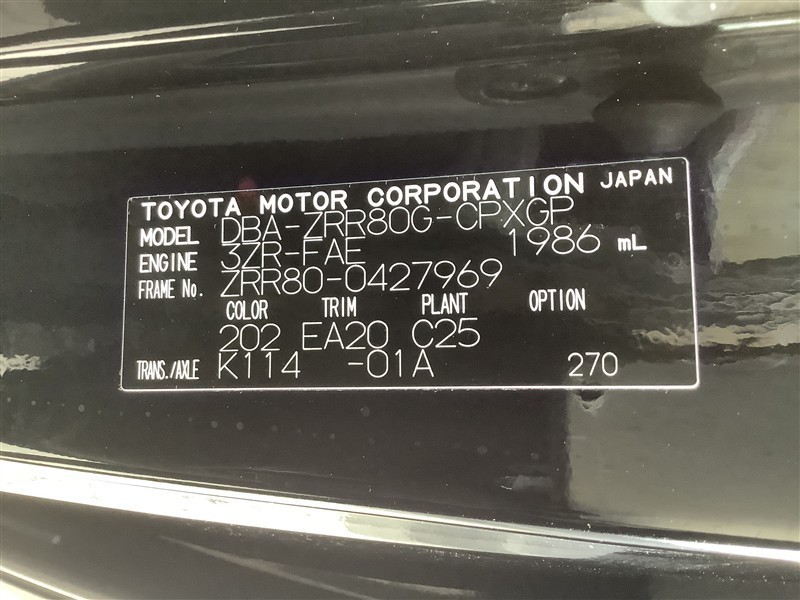 TOYOTA MOTOR CORPORATION JAPAN
MODEL DBA-ZRR80G-CPXGP
ENGINE 3ZR-FAE 1986 mL
FRAME No. ZRR80-0427969
COLOR TRIM PLANT OPTION
202 EA20 C25
TRANS./AXLE K114 -01A 270